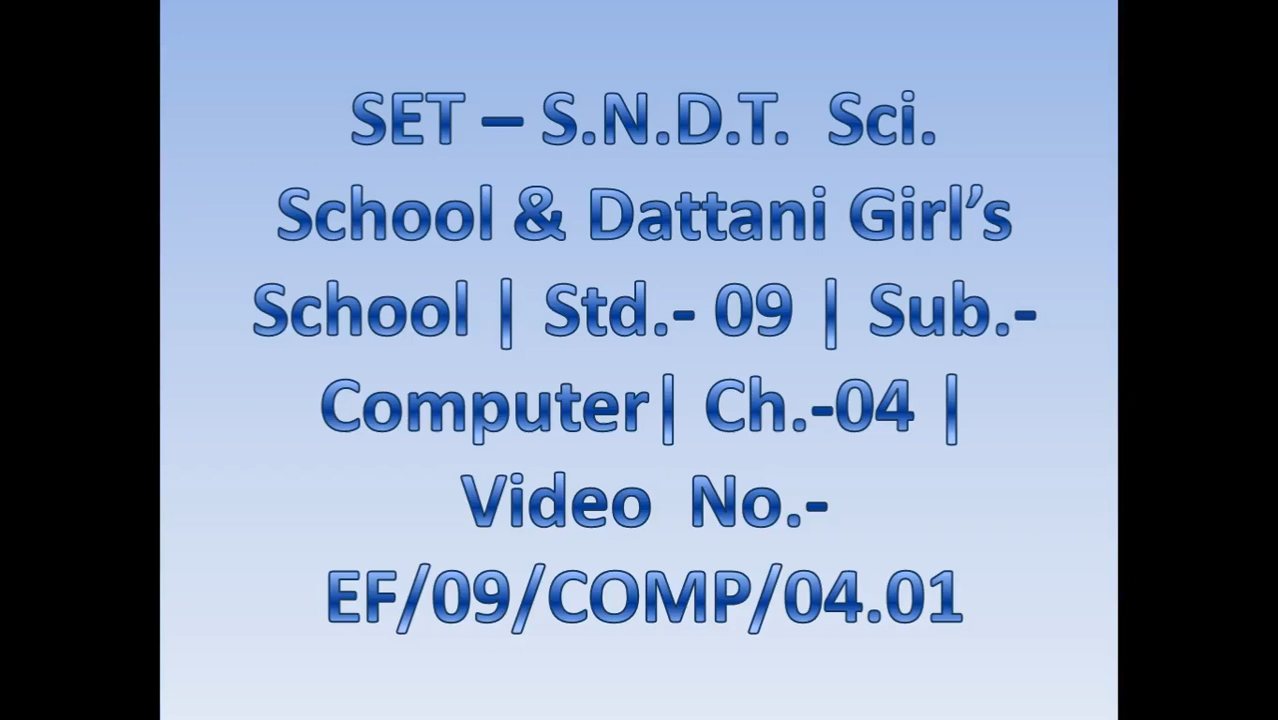 SET – S.N.D.T. Sci.
School & Dattani Girl’s
School | Std.- 09 | Sub.-
Computer| Ch.-04 |
Video No.-
EF/09/COMP/04.01